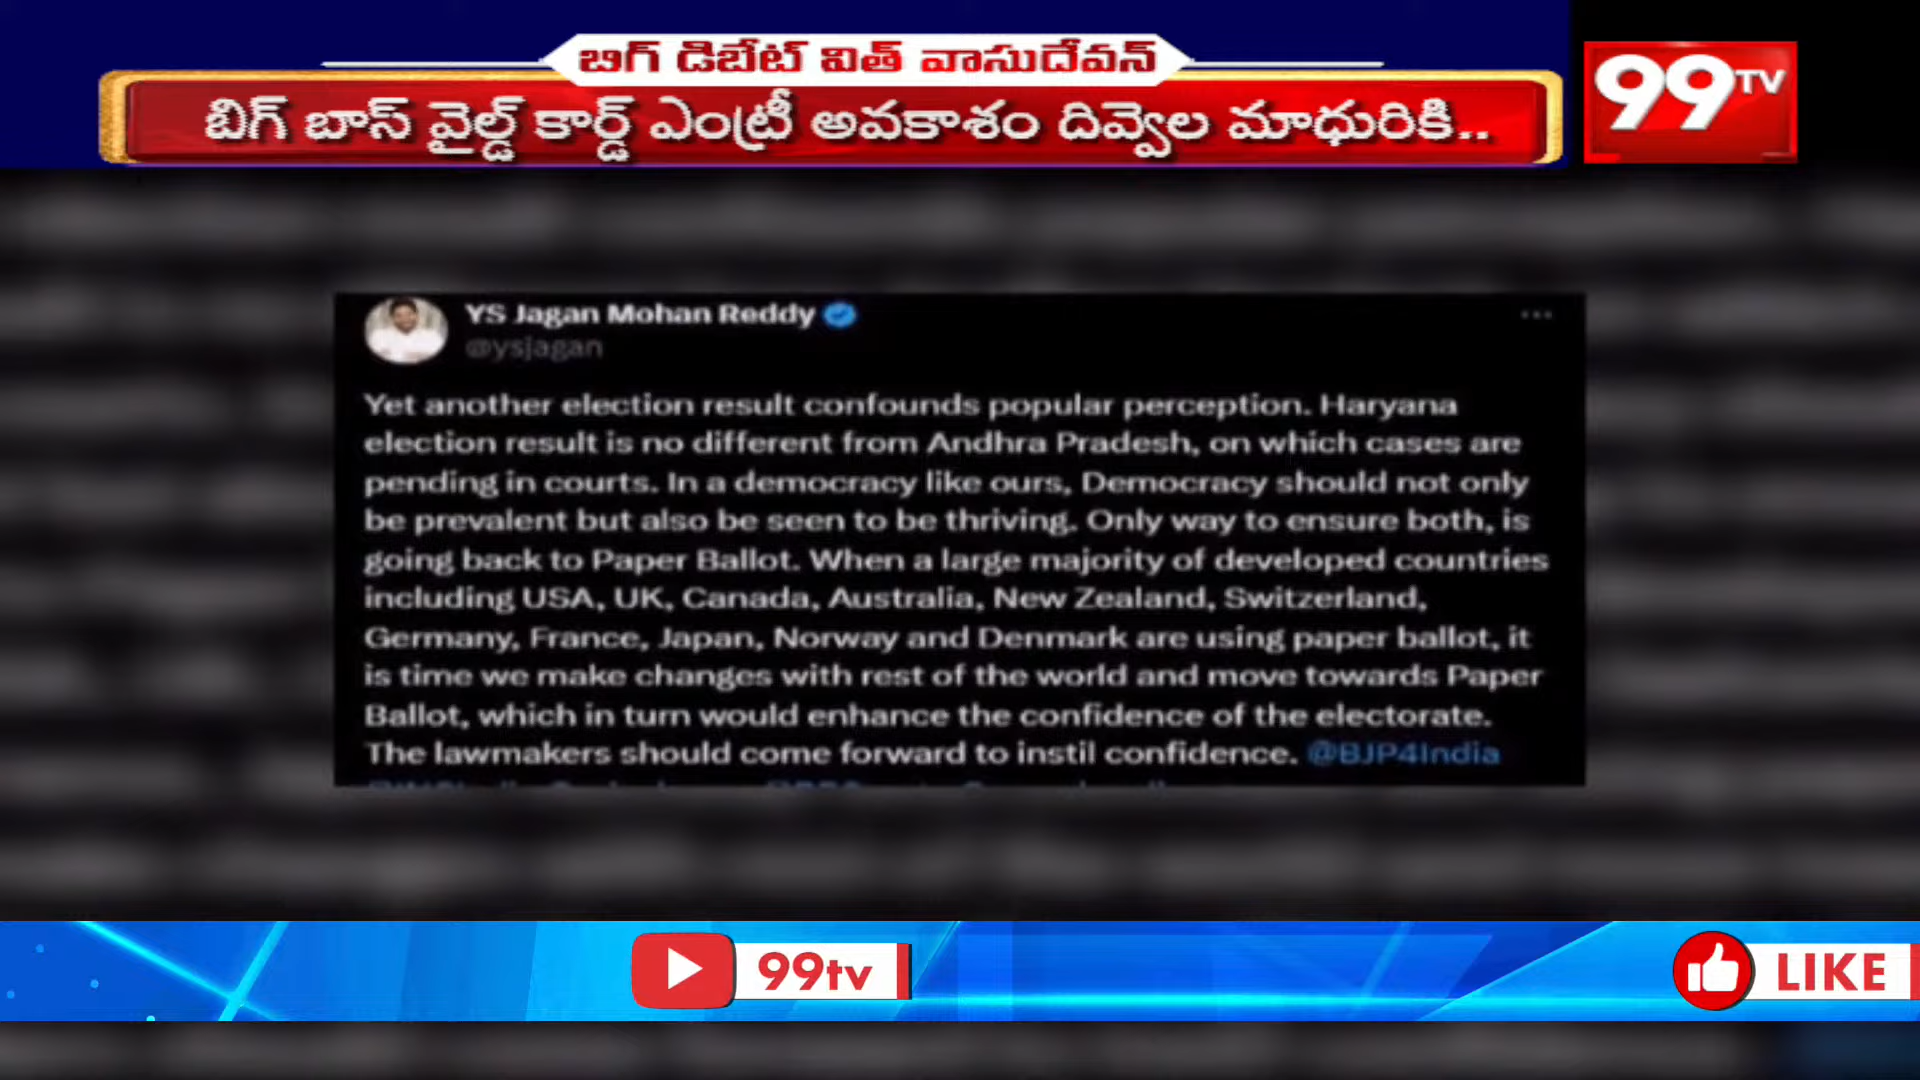 బిగ్ డిబేట్ విత్ వాసుదేవన్
బిగ్ బాస్ వైల్డ్ కార్డ్ ఎంట్రీ అవకాశం దివ్వెల మాధురికి..
99TV
YS Jagan Mohan Reddy
@ysjagan
Yet another election result confounds popular perception. Haryana
election result is no different from Andhra Pradesh, on which cases are
pending in courts. In a democracy like ours, Democracy should not only
be prevalent but also be seen to be thriving. Only way to ensure both, is
going back to Paper Ballot. When a large majority of developed countries
including USA, UK, Canada, Australia, New Zealand, Switzerland,
Germany, France, Japan, Norway and Denmark are using paper ballot, it
is time we make changes with rest of the world and move towards Paper
Ballot, which in turn would enhance the confidence of the electorate.
The lawmakers should come forward to instil confidence. @BJP4India
99tv
LIKE